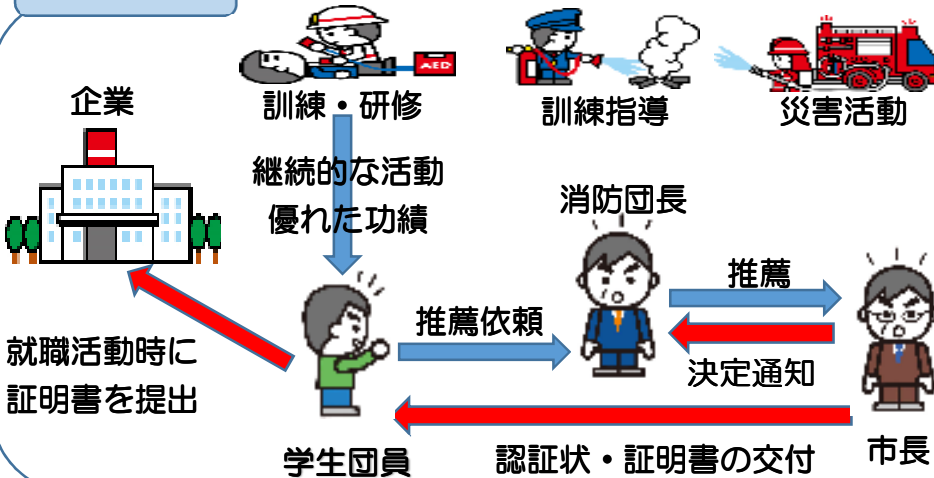 企業
訓練・研修
訓練指導
災害活動
AED
継続的な活動
優れた功績
消防団長
推薦
推薦依頼
決定通知
就職活動時に
証明書を提出
学生団員
認証状・証明書の交付
市長